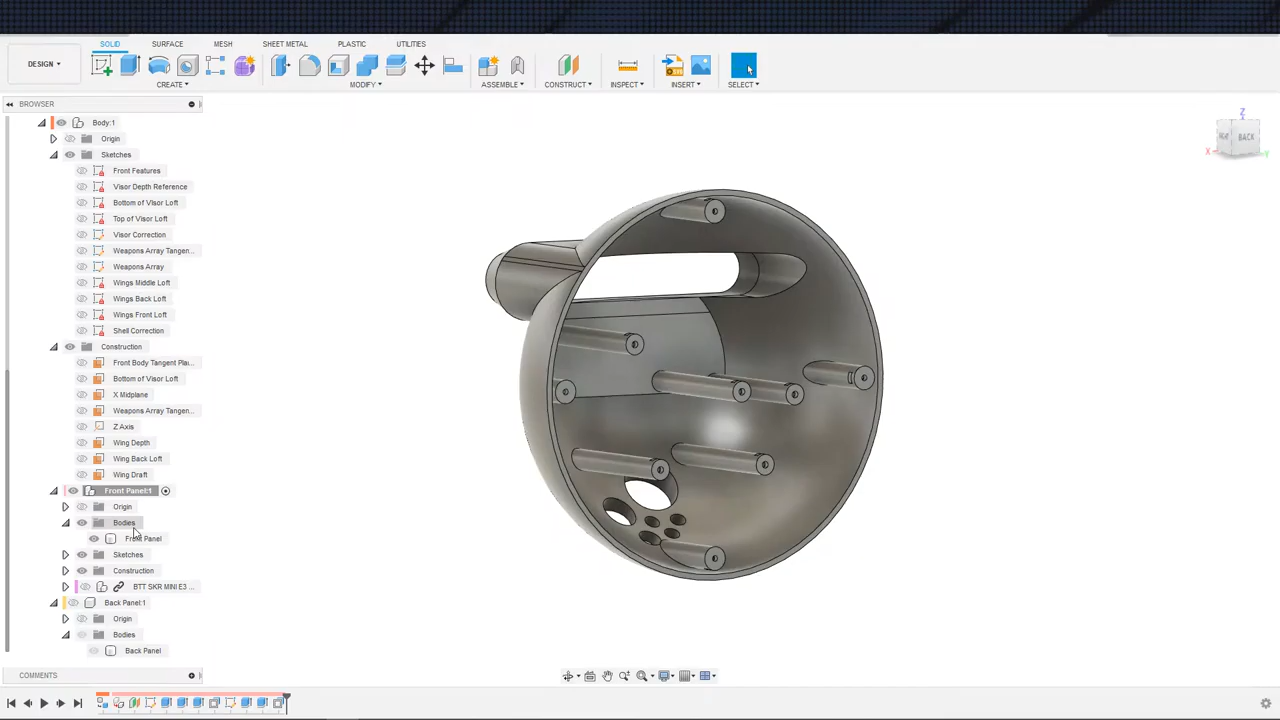 SOLID SURFACE MESH SHEET METAL PLASTIC UTILITIES
DESIGN
CREATE MODIFY ASSEMBLE CONSTRUCT INSPECT INSERT SELECT
BROWSER
Body:1
Origin
Sketches
Front Features
Visor Depth Reference
Bottom of Visor Loft
Top of Visor Loft
Visor Correction
Weapons Array Tangen...
Weapons Array
Wings Middle Loft
Wings Back Loft
Wings Front Loft
Shell Correction
Construction
Front Body Tangent Pla...
Bottom of Visor Loft
X Midplane
Weapons Array Tangen...
Z Axis
Wing Depth
Wing Back Loft
Wing Draft
Front Panel:1
Origin
Bodies
Front Panel
Sketches
Construction
BTT SKR MINI E3 ...
Back Panel:1
Origin
Bodies
Back Panel
COMMENTS
Z
BACK
X
Y